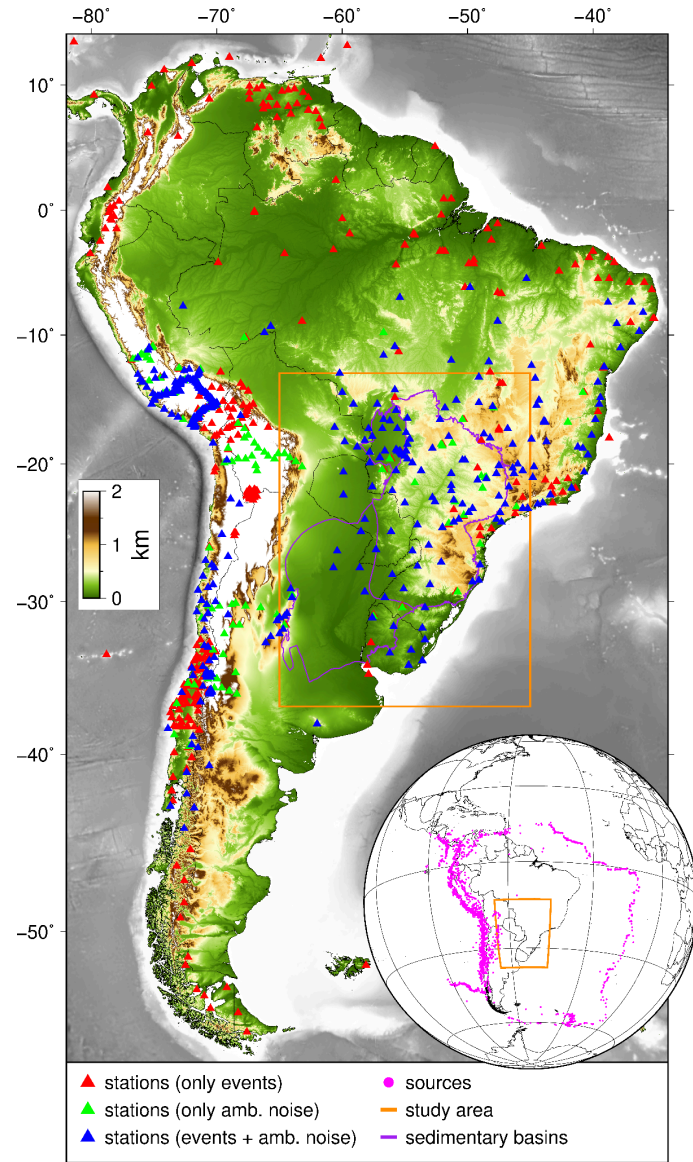 −80° −70° −60° −50° −40°
10°
0°
−10°
−20°
−30°
−40°
−50°
2
1
0
km
stations (only events)
stations (only amb. noise)
stations (events + amb. noise)
sources
study area
sedimentary basins